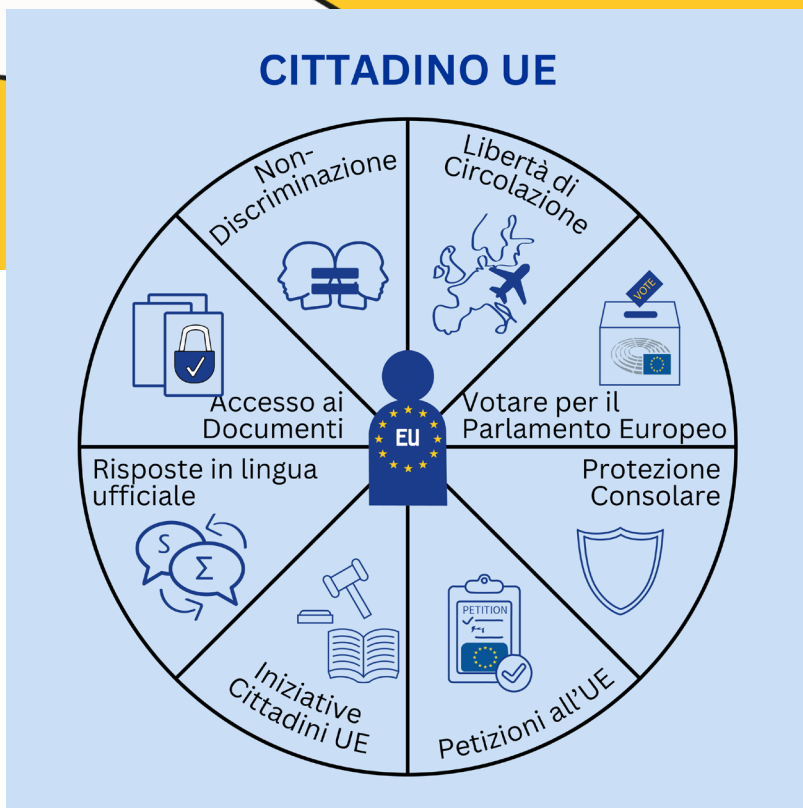 CITTADINO UE
Non-
Discriminazione
Libertà di
Circolazione
VOTE
Votare per il
Parlamento Europeo
Protezione
Consolare
PETITION
Petizioni all'UE
Iniziative
Cittadini UE
Risposte in lingua
ufficiale
S
Σ
Accesso ai
Documenti
EU